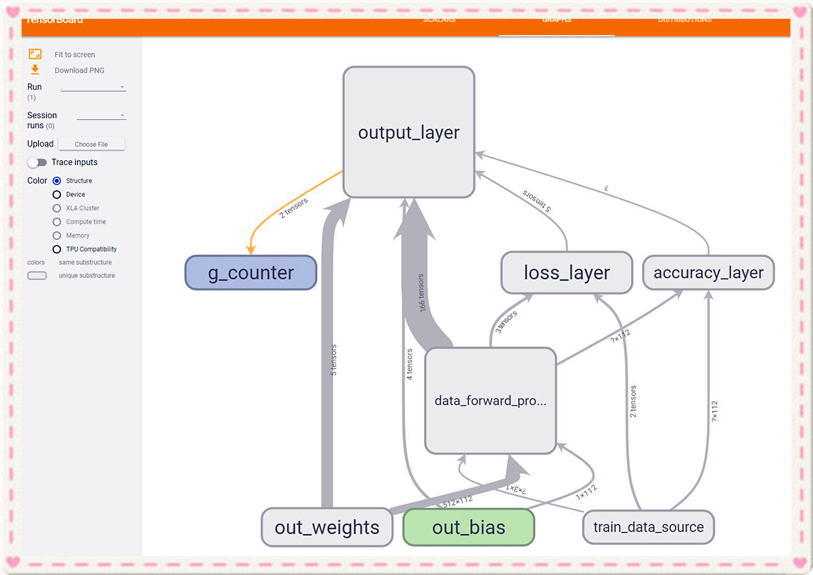 TensorBoard
SCALARS
GRAPHS
DISTRIBUTIONS
Fit to screen
Download PNG
Run
(1)
Session
runs (0)
Upload
Choose File
Trace inputs
Color
Structure
Device
XLA Cluster
Compute time
Memory
TPU Compatibility
colors
same substructure
unique substructure
output_layer
?
5 tensors
2 tensors
g_counter
loss_layer
accuracy_layer
166 tensors
3 tensors
?×112
5 tensors
4 tensors
2 tensors
?×112
data_forward_pro...
?×3×1
1×112
512×112
out_weights
out_bias
train_data_source